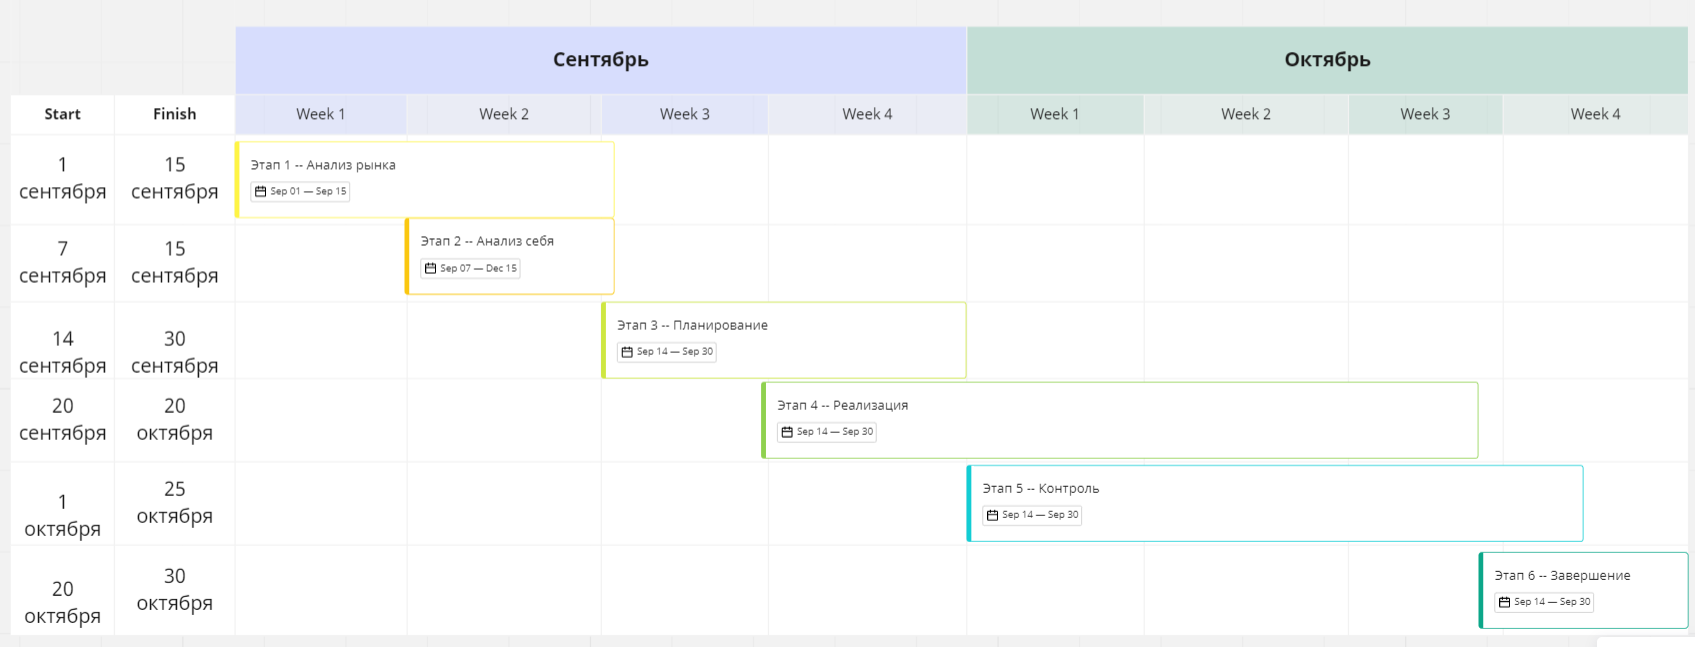 Сентябрь
Октябрь
Start
Finish
Week 1
Week 2
Week 3
Week 4
Week 1
Week 2
Week 3
Week 4
1
сентября
15
сентября
Этап 1 -- Анализ рынка
Sep 01 — Sep 15
7
сентября
15
сентября
Этап 2 -- Анализ себя
Sep 07 — Dec 15
14
сентября
30
сентября
Этап 3 -- Планирование
Sep 14 — Sep 30
20
сентября
20
октября
Этап 4 -- Реализация
Sep 14 — Sep 30
1
октября
25
октября
Этап 5 -- Контроль
Sep 14 — Sep 30
20
октября
30
октября
Этап 6 -- Завершение
Sep 14 — Sep 30